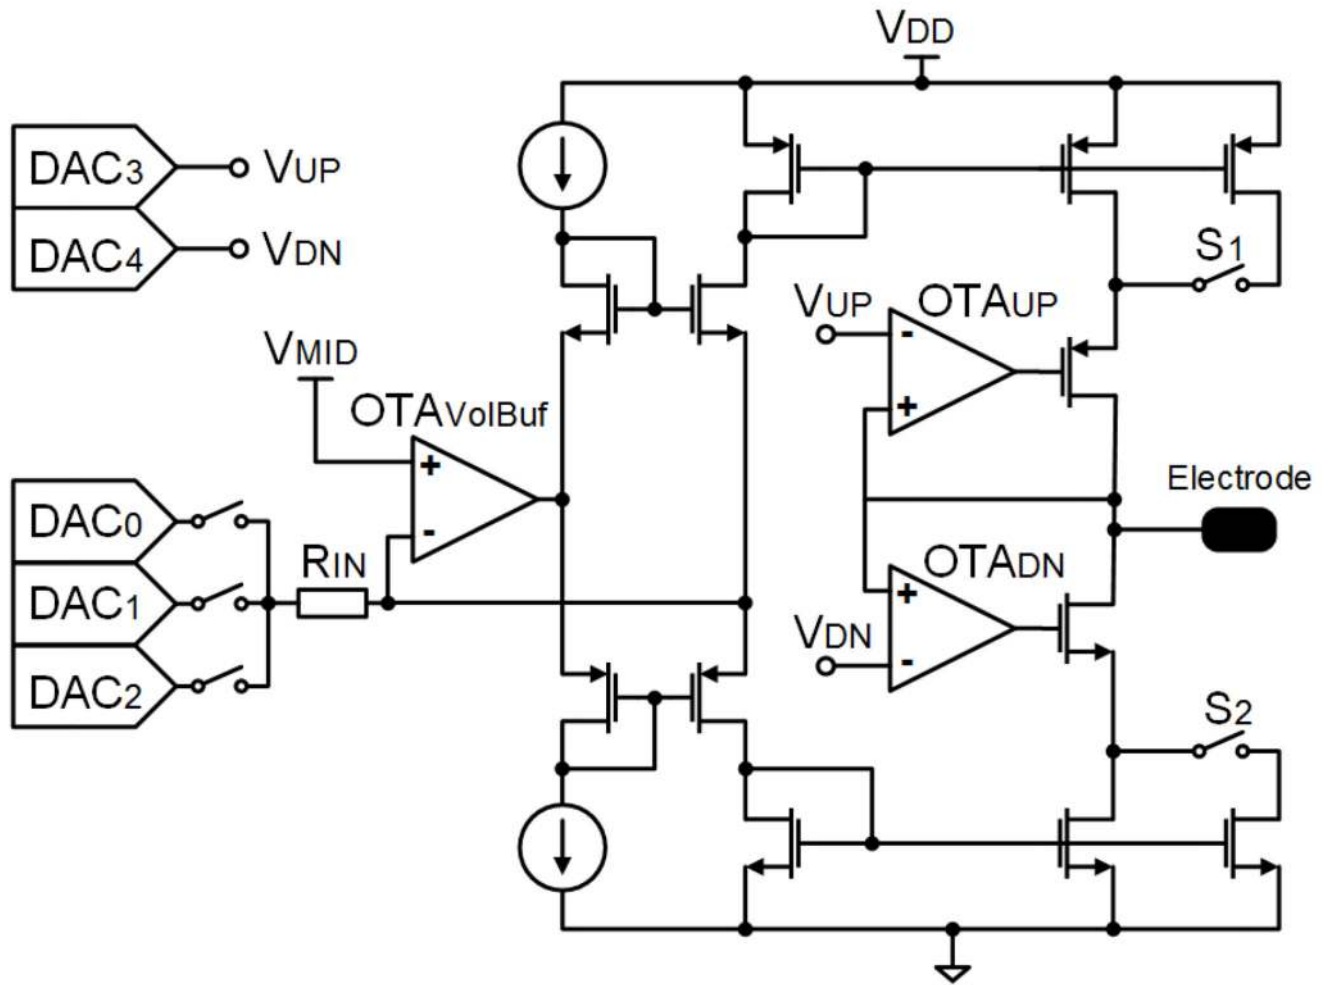 VDD
DAC3
VUP
DAC4
VDN
S1
VUP
OTAUP
-
+
VMID
OTAVolBuf
+
-
Electrode
DAC0
RIN
DAC1
DAC2
OTADN
+
VDN
-
S2